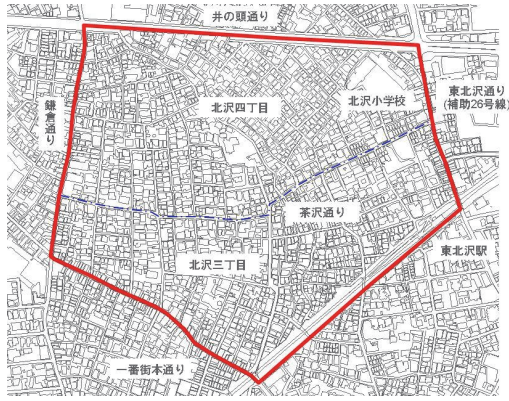 井の頭通り
北沢四丁目
北沢小学校
東北沢通り
(補助26号線)
鎌倉通り
茶沢通り
東北沢駅
北沢三丁目
一番街本通り